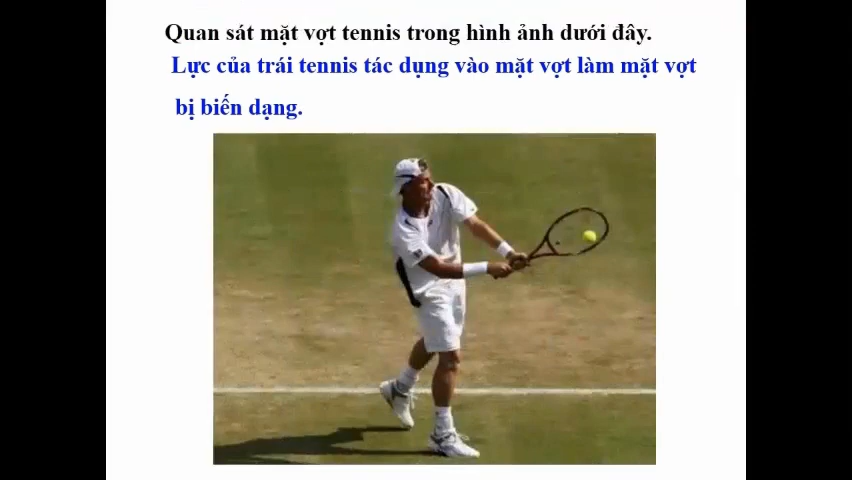 Quan sát mặt vợt tennis trong hình ảnh dưới đây.
Lực của trái tennis tác dụng vào mặt vợt làm mặt vợt
bị biến dạng.